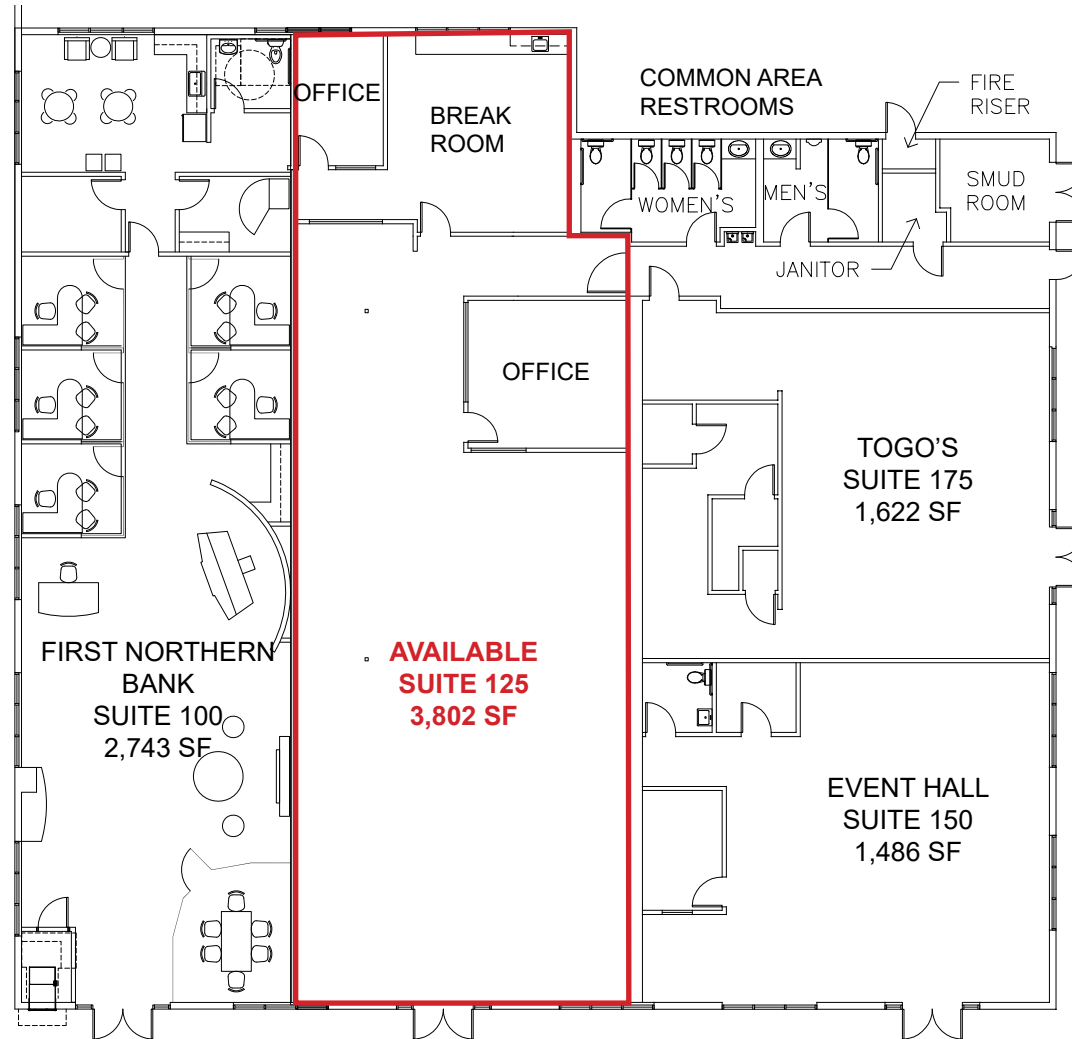 COMMON AREA
RESTROOMS
FIRE
RISER
OFFICE
BREAK
ROOM
WOMEN'S
MEN'S
SMUD
ROOM
JANITOR
OFFICE
TOGO'S
SUITE 175
1,622 SF
FIRST NORTHERN
BANK
SUITE 100
2,743 SF
AVAILABLE
SUITE 125
3,802 SF
EVENT HALL
SUITE 150
1,486 SF